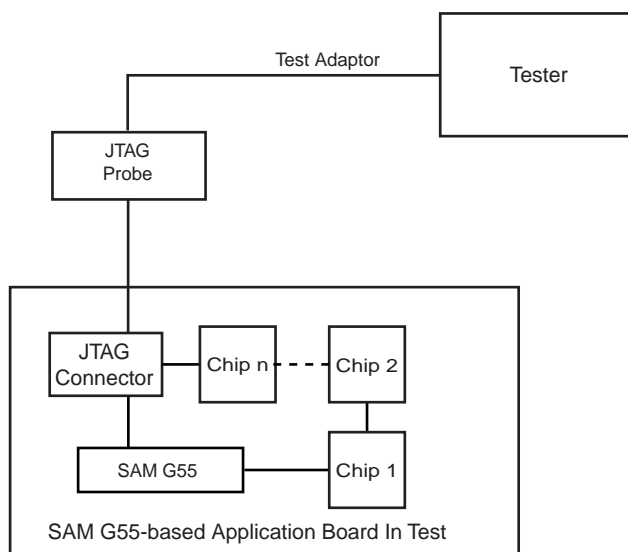 Test Adaptor
Tester
JTAG
Probe
JTAG
Connector
Chip n
Chip 2
SAM G55
Chip 1
SAM G55-based Application Board In Test